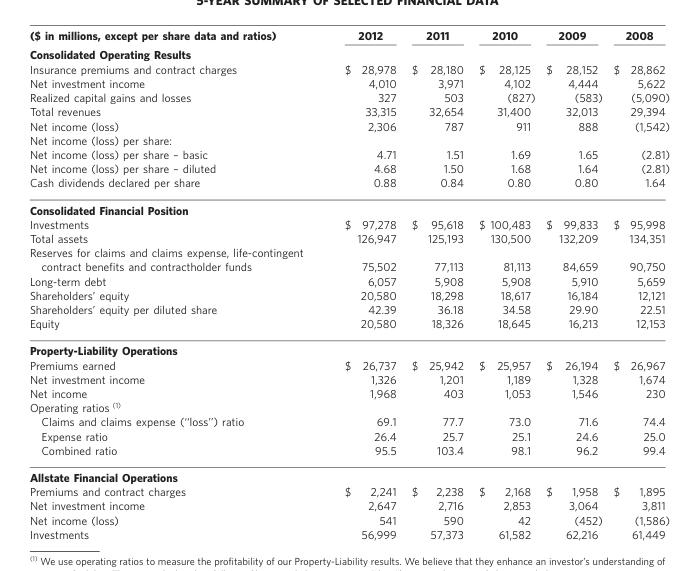 5-YEAR SUMMARY OF SELECTED FINANCIAL DATA
($ in millions, except per share data and ratios) 2012 2011 2010 2009 2008
Consolidated Operating Results
Insurance premiums and contract charges $ 28,978 $ 28,180 $ 28,125 $ 28,152 $ 28,862
Net investment income 4,010 3,971 4,102 4,444 5,622
Realized capital gains and losses 327 503 (827) (583) (5,090)
Total revenues 33,315 32,654 31,400 32,013 29,394
Net income (loss) 2,306 787 911 888 (1,542)
Net income (loss) per share:
Net income (loss) per share – basic 4.71 1.51 1.69 1.65 (2.81)
Net income (loss) per share – diluted 4.68 1.50 1.68 1.64 (2.81)
Cash dividends declared per share 0.88 0.84 0.80 0.80 1.64
Consolidated Financial Position
Investments $ 97,278 $ 95,618 $ 100,483 $ 99,833 $ 95,998
Total assets 126,947 125,193 130,500 132,209 134,351
Reserves for claims and claims expense, life-contingent
contract benefits and contractholder funds 75,502 77,113 81,113 84,659 90,750
Long-term debt 6,057 5,908 5,908 5,910 5,659
Shareholders' equity 20,580 18,298 18,617 16,184 12,121
Shareholders' equity per diluted share 42.39 36.18 34.58 29.90 22.51
Equity 20,580 18,326 18,645 16,213 12,153
Property-Liability Operations
Premiums earned $ 26,737 $ 25,942 $ 25,957 $ 26,194 $ 26,967
Net investment income 1,326 1,201 1,189 1,328 1,674
Net income 1,968 403 1,053 1,546 230
Operating ratios (1)
Claims and claims expense ("loss") ratio 69.1 77.7 73.0 71.6 74.4
Expense ratio 26.4 25.7 25.1 24.6 25.0
Combined ratio 95.5 103.4 98.1 96.2 99.4
Allstate Financial Operations
Premiums and contract charges $ 2,241 $ 2,238 $ 2,168 $ 1,958 $ 1,895
Net investment income 2,647 2,716 2,853 3,064 3,811
Net income (loss) 541 590 42 (452) (1,586)
Investments 56,999 57,373 61,582 62,216 61,449
(1) We use operating ratios to measure the profitability of our Property-Liability results. We believe that they enhance an investor's understanding of